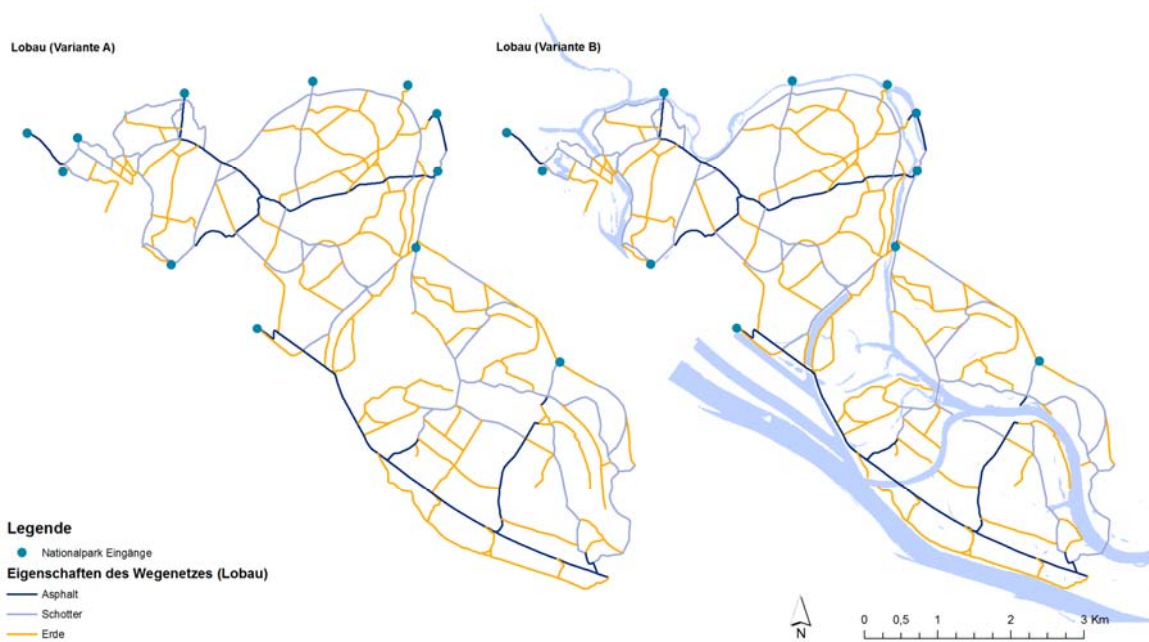 Lobau (Variante A)
Lobau (Variante B)
Legende
Nationalpark Eingänge
Eigenschaften des Wegenetzes (Lobau)
Asphalt
Schotter
Erde
N
0 0,5 1 2 3 Km